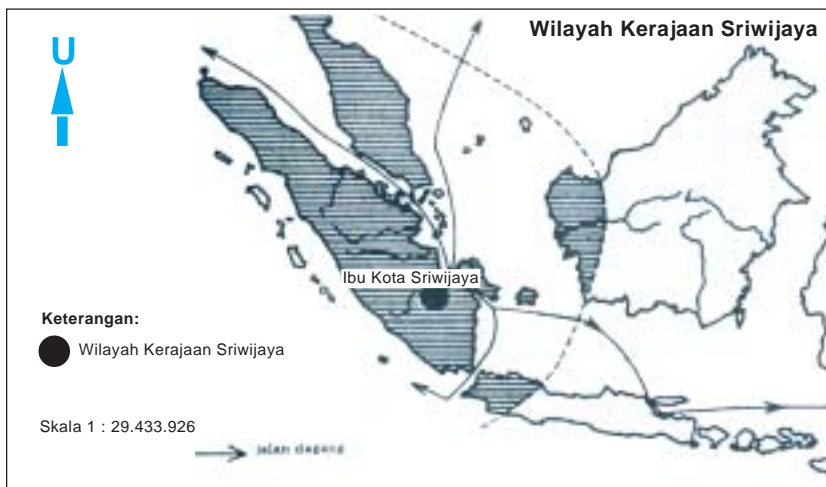 Wilayah Kerajaan Sriwijaya
U
Ibu Kota Sriwijaya
Keterangan:
Wilayah Kerajaan Sriwijaya
Skala 1 : 29.433.926
jalan dagang